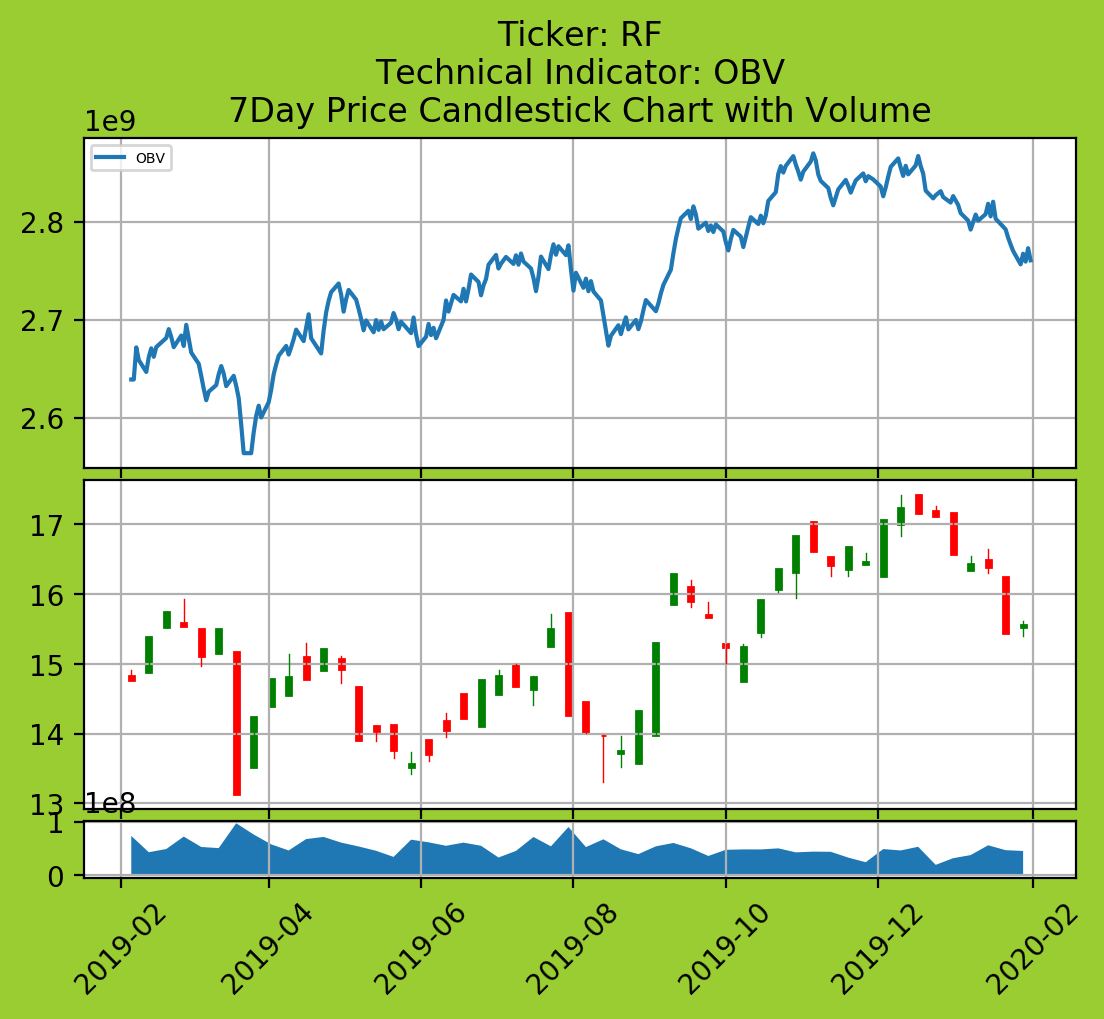 Ticker: RF
Technical Indicator: OBV
7Day Price Candlestick Chart with Volume
1e9
OBV
2.8
2.7
2.6
17
16
15
14
13
1e8
1
0
2019-02
2019-04
2019-06
2019-08
2019-10
2019-12
2020-02